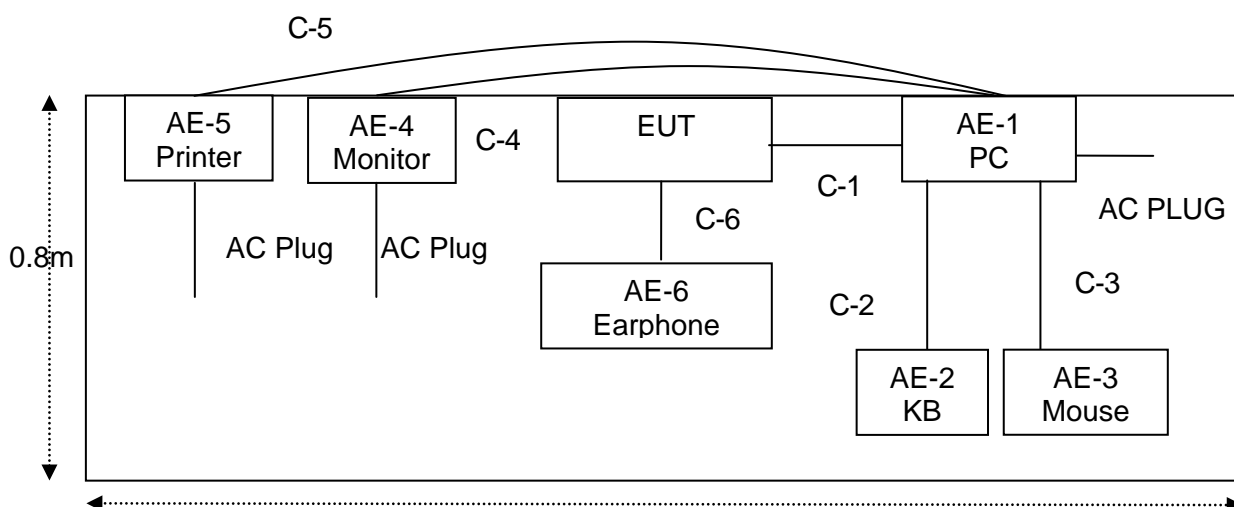 C-5
AE-5
Printer
AE-4
Monitor
C-4
EUT
AE-1
PC
C-1
AC PLUG
C-6
AC Plug
AC Plug
0.8m
AE-6
Earphone
C-2
C-3
AE-2
KB
AE-3
Mouse